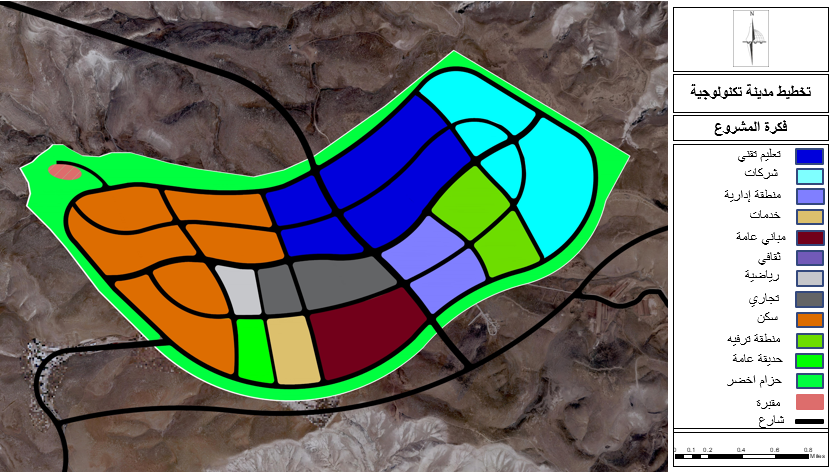 N
تخطيط مدينة تكنولوجية
فكرة المشروع
تعليم تقني
شركات
منطقة إدارية
خدمات
مباني عامة
ثقافي
رياضية
تجاري
سكن
منطقة ترفيه
حديقة عامة
حزام اخضر
مقبرة
شارع
0 0.1 0.2 0.4 0.6 0.8
Miles